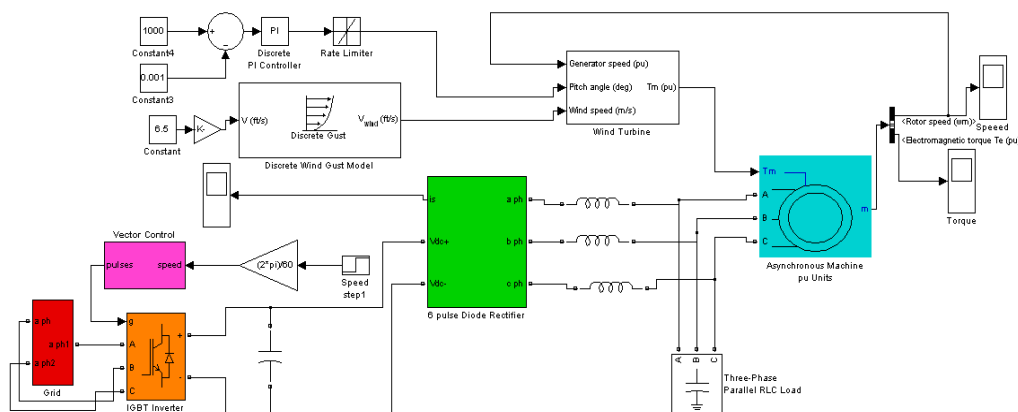 1000
Constant4
+
−
PI
Discrete
PI Controller
Rate Limiter
0.001
Constant3
6.5
Constant
K-
V (ft/s)
Discrete Gust
V wind (ft/s)
Discrete Wind Gust Model
Generator speed (pu)
Pitch angle (deg)
Wind speed (m/s)
Tm (pu)
Wind Turbine
<Rotor speed (wm)>
<Electromagnetic torque Te (pu
Speeed
Torque
Tm
A
B
C
m
Asynchronous Machine
pu Units
is
Vdc+
Vdc-
a ph
b ph
c ph
6 pulse Diode Rectifier
Vector Control
pulses
speed
(2*pi)/60
Speed
step1
a ph
a ph1
a ph2
Grid
g
A
B
C
+
-
IGBT Inverter
A
B
C
Three-Phase
Parallel RLC Load